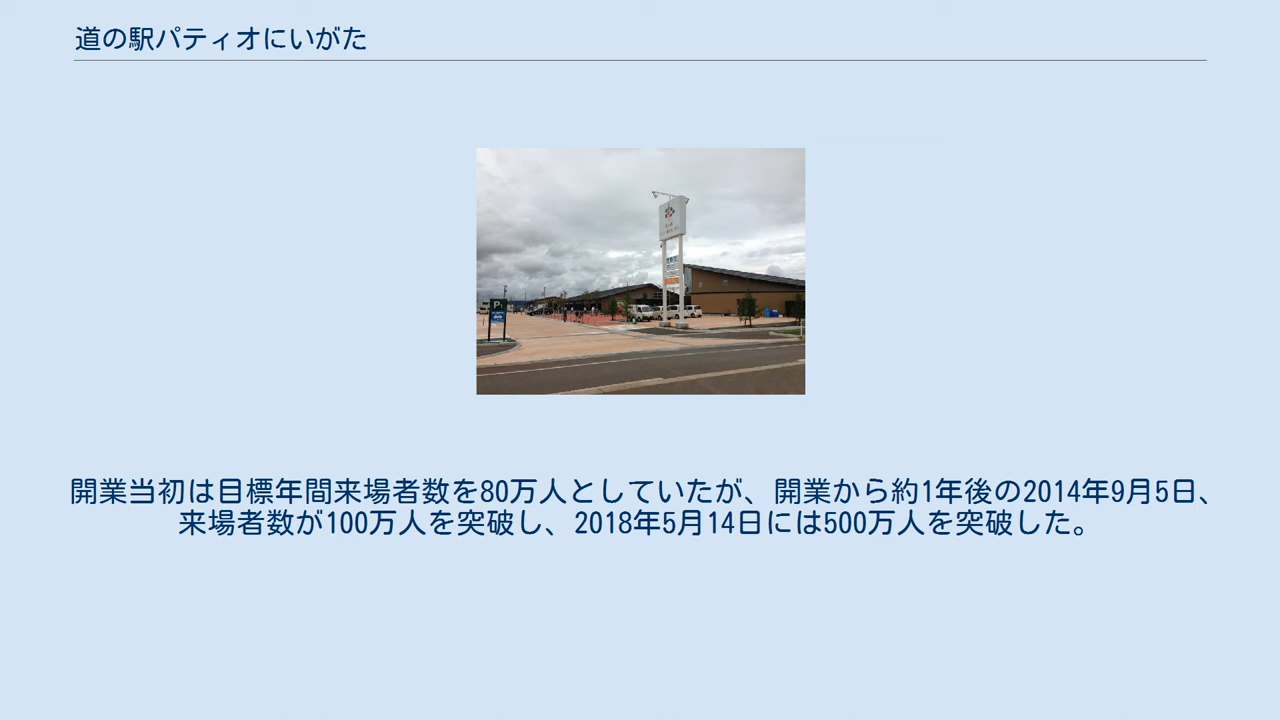 道の駅パティオにいがた
P
開業当初は目標年間来場者数を80万人としていたが、開業から約1年後の2014年9月5日、
来場者数が100万人を突破し、2018年5月14日には500万人を突破した。